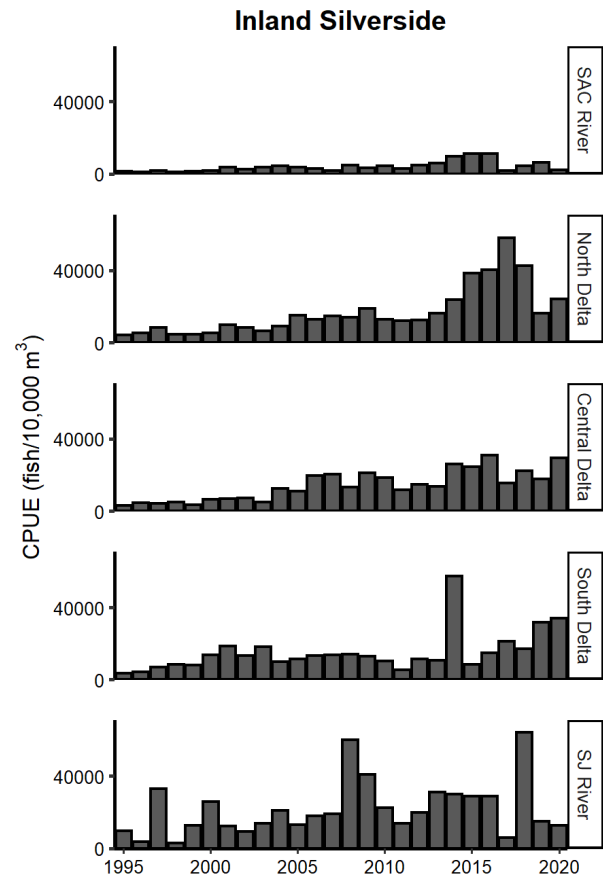 Inland Silverside
CPUE (fish/10,000 m³)
40000
0
SAC River
40000
0
North Delta
40000
0
Central Delta
40000
0
South Delta
40000
0
SJ River
1995 2000 2005 2010 2015 2020